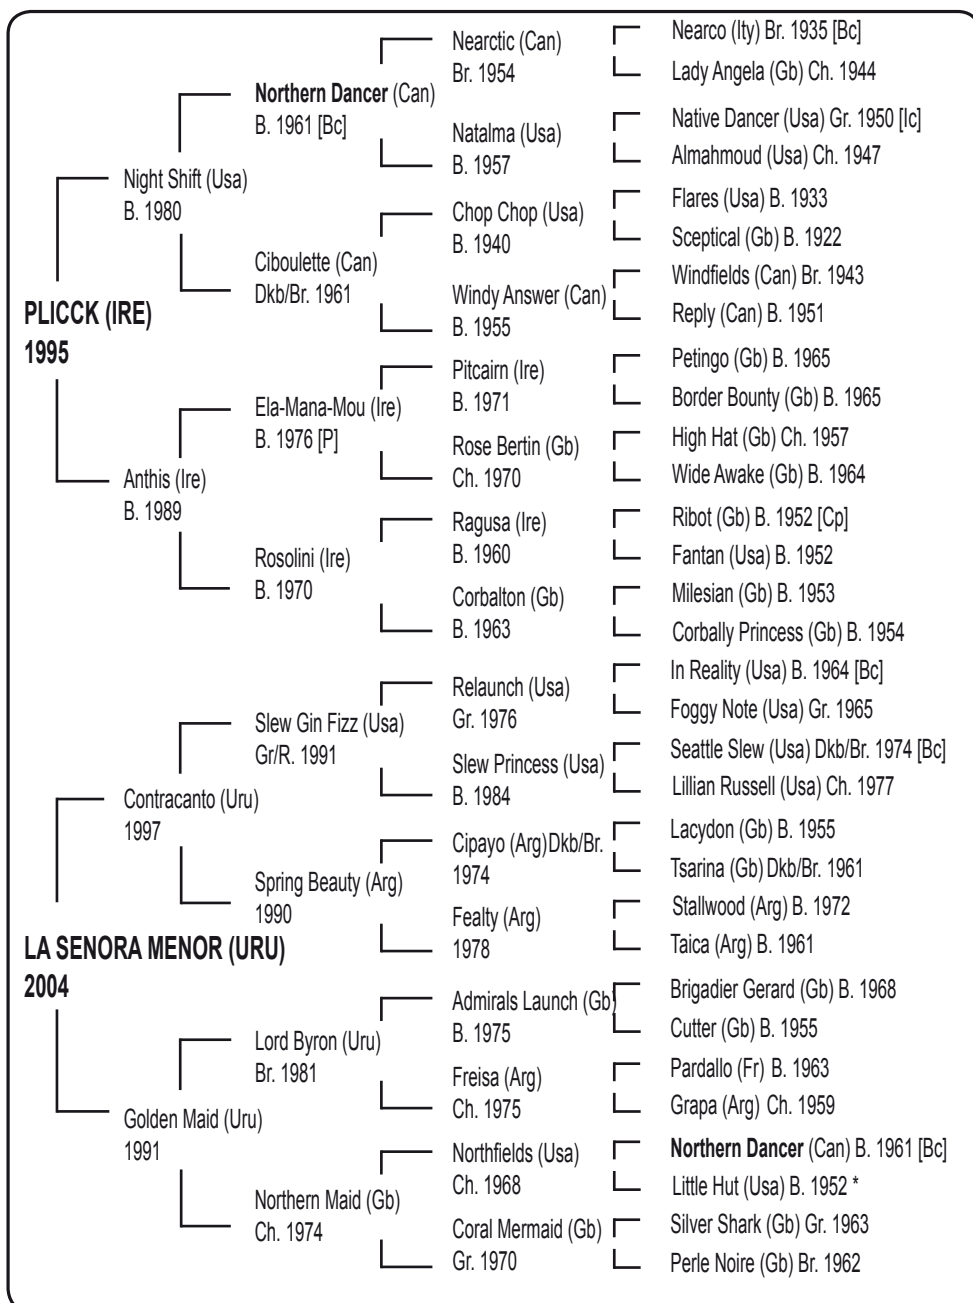 PLICCK (IRE)
1995
Night Shift (Usa)
B. 1980
Northern Dancer (Can)
B. 1961 [Bc]
Nearctic (Can)
Br. 1954
Nearco (Ity) Br. 1935 [Bc]
Lady Angela (Gb) Ch. 1944
Natalma (Usa)
B. 1957
Native Dancer (Usa) Gr. 1950 [Ic]
Almahmoud (Usa) Ch. 1947
Ciboulette (Can)
Dkb/Br. 1961
Chop Chop (Usa)
B. 1940
Flares (Usa) B. 1933
Sceptical (Gb) B. 1922
Windy Answer (Can)
B. 1955
Windfields (Can) Br. 1943
Reply (Can) B. 1951
Anthis (Ire)
B. 1989
Ela-Mana-Mou (Ire)
B. 1976 [P]
Pitcairn (Ire)
B. 1971
Petingo (Gb) B. 1965
Border Bounty (Gb) B. 1965
Rose Bertin (Gb)
Ch. 1970
High Hat (Gb) Ch. 1957
Wide Awake (Gb) B. 1964
Rosolini (Ire)
B. 1970
Ragusa (Ire)
B. 1960
Ribot (Gb) B. 1952 [Cp]
Fantan (Usa) B. 1952
Corbalton (Gb)
B. 1963
Milesian (Gb) B. 1953
Corbally Princess (Gb) B. 1954
LA SENORA MENOR (URU)
2004
Contracanto (Uru)
1997
Slew Gin Fizz (Usa)
Gr/R. 1991
Relaunch (Usa)
Gr. 1976
In Reality (Usa) B. 1964 [Bc]
Foggy Note (Usa) Gr. 1965
Slew Princess (Usa)
B. 1984
Seattle Slew (Usa) Dkb/Br. 1974 [Bc]
Lillian Russell (Usa) Ch. 1977
Spring Beauty (Arg)
1990
Cipayo (Arg)Dkb/Br.
1974
Lacydon (Gb) B. 1955
Tsarina (Gb) Dkb/Br. 1961
Fealty (Arg)
1978
Stallwood (Arg) B. 1972
Taica (Arg) B. 1961
Golden Maid (Uru)
1991
Lord Byron (Uru)
Br. 1981
Admirals Launch (Gb)
B. 1975
Brigadier Gerard (Gb) B. 1968
Cutter (Gb) B. 1955
Freisa (Arg)
Ch. 1975
Pardallo (Fr) B. 1963
Grapa (Arg) Ch. 1959
Northern Maid (Gb)
Ch. 1974
Northfields (Usa)
Ch. 1968
Northern Dancer (Can) B. 1961 [Bc]
Little Hut (Usa) B. 1952 *
Coral Mermaid (Gb)
Gr. 1970
Silver Shark (Gb) Gr. 1963
Perle Noire (Gb) Br. 1962